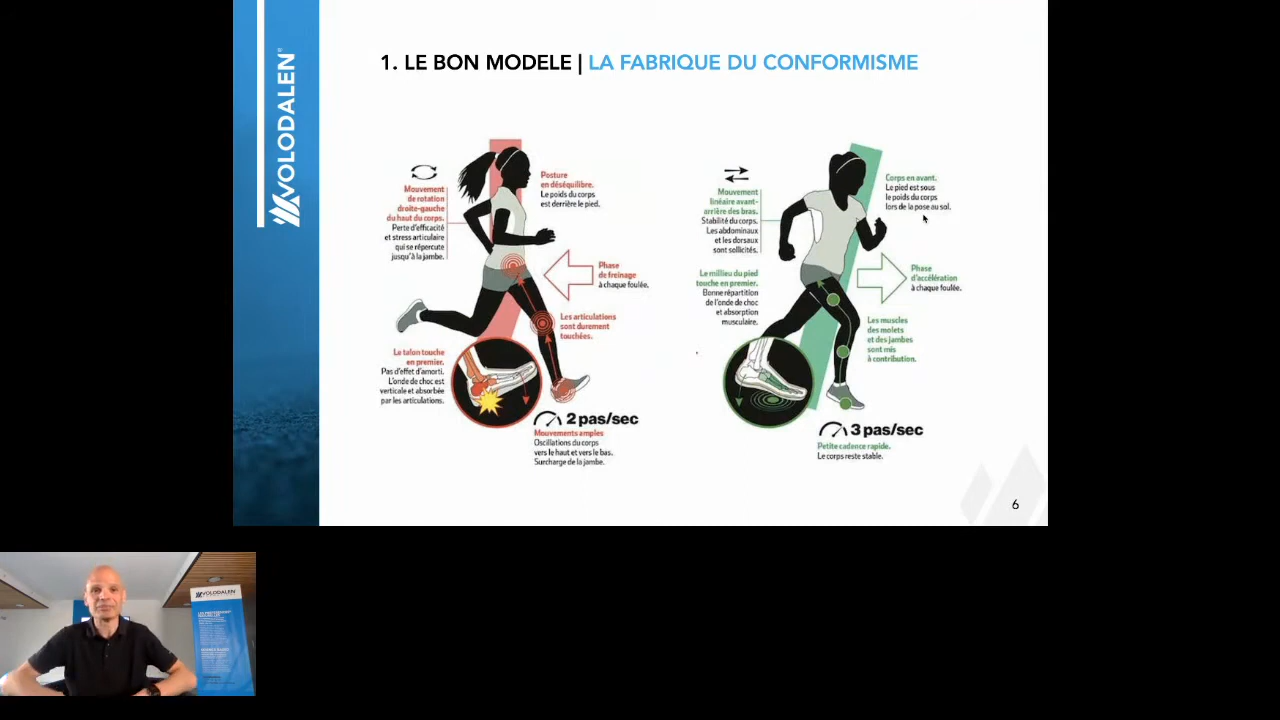 VOLODALEN®
1. LE BON MODELE | LA FABRIQUE DU CONFORMISME
Mouvement
de rotation
droite-gauche
du haut du corps.
Perte d'efficacité
et stress articulaire
qui se répercute
jusqu'à la jambe.
Posture
en déséquilibre.
Le poids du corps
est derrière le pied.
Phase
de freinage
à chaque foulée.
Les articulations
sont durement
touchées.
Le talon touche
en premier.
Pas d'effet d'amorti.
L'onde de choc est
verticale et absorbée
par les articulations.
2 pas/sec
Mouvements amples
Oscillations du corps
vers le haut et vers le bas.
Surcharge de la jambe.
Mouvement
linéaire avant-
arrière des bras.
Stabilité du corps.
Les abdominaux
et les dorsaux
sont sollicités.
Corps en avant.
Le pied est sous
le poids du corps
lors de la pose au sol.
Le milieu du pied
touche en premier.
Bonne répartition
de l'onde de choc
et absorption
musculaire.
Phase
d'accélération
à chaque foulée.
Les muscles
des mollets
et des jambes
sont mis
à contribution.
3 pas/sec
Petite cadence rapide.
Le corps reste stable.
6
VOLODALEN